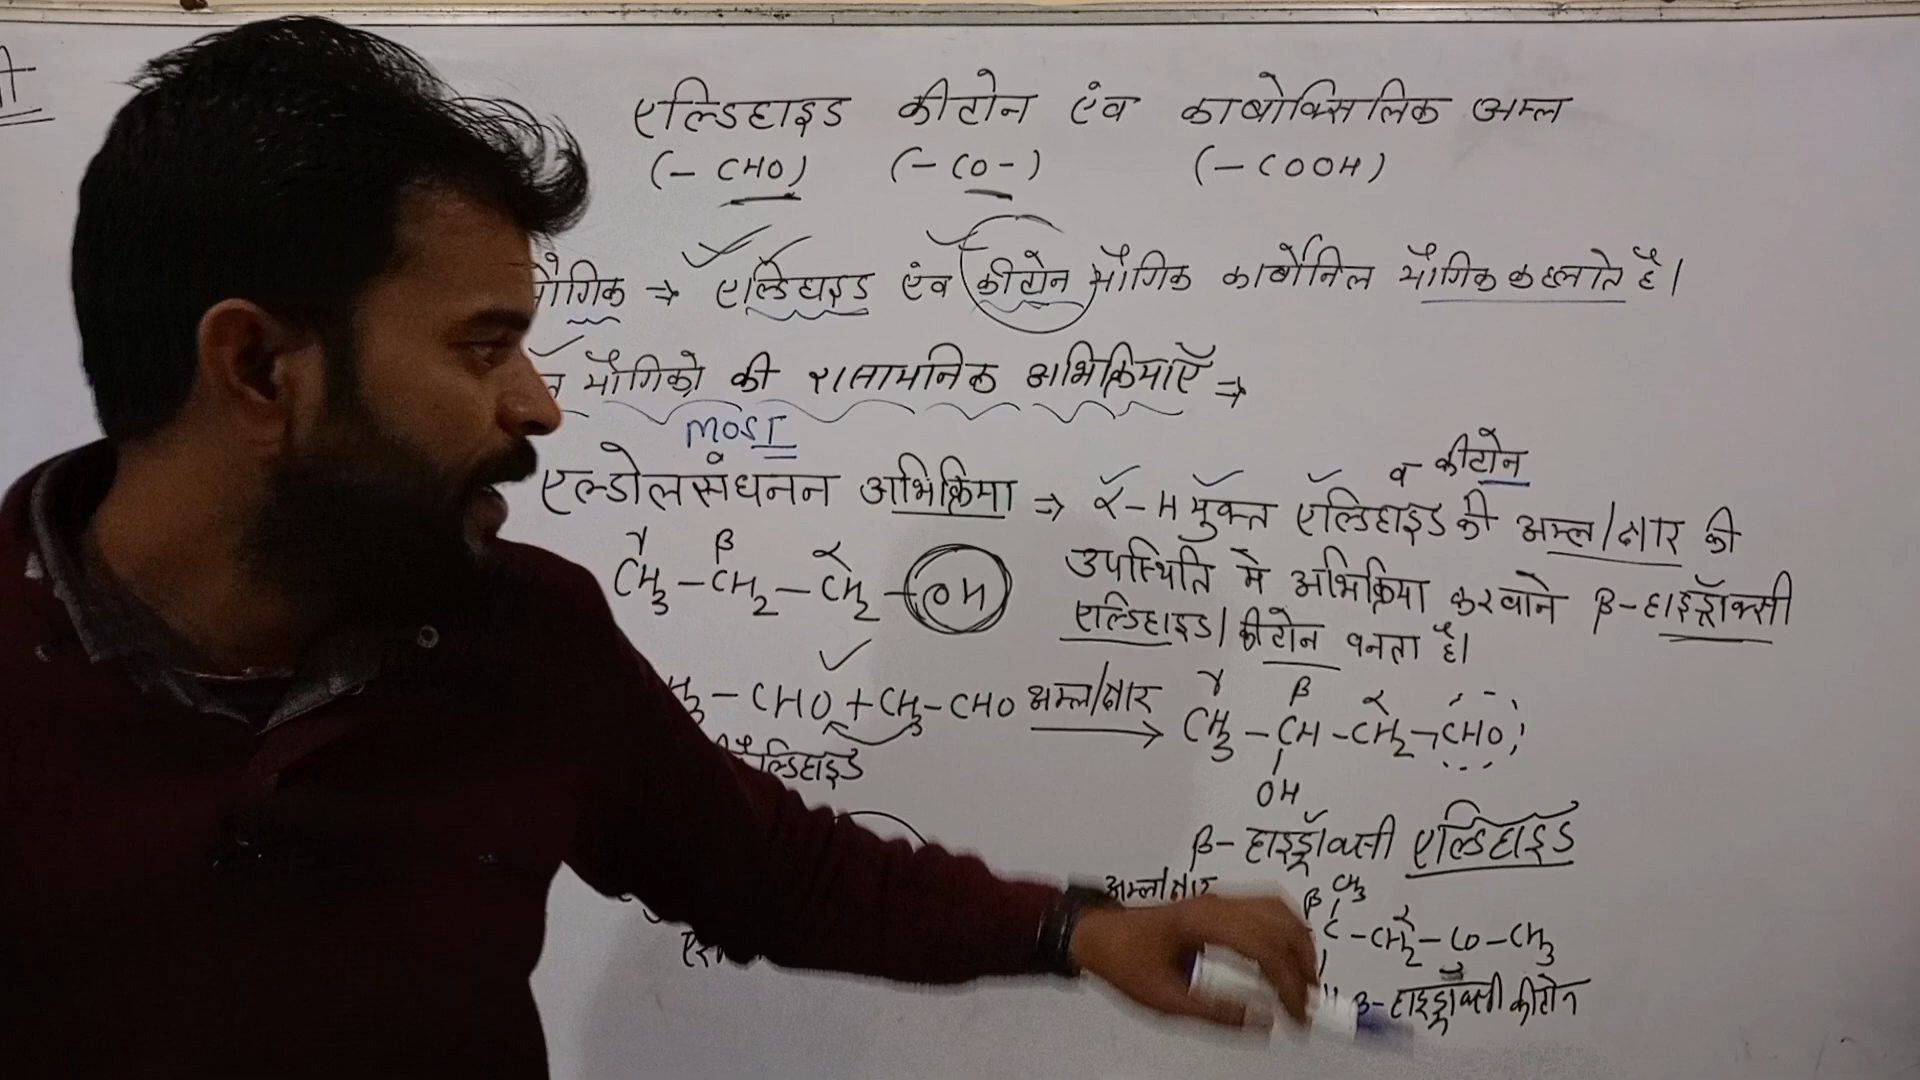 एल्डिहाइड कीटोन एंव कार्बोक्सिलिक अम्ल
(- CHO) (- CO -) (- COOH)
यौगिक → एल्डिहाइड एंव कीटोन यौगिक कार्बोनिल यौगिक कहलाते है।
यौगिको की रासायनिक अभिक्रियाएँ ⇒
MOST
एल्डोल संघनन अभिक्रिया ⇒ α-H युक्त एल्डिहाइड व कीटोन की अम्ल/क्षार की
उपस्थिति मे अभिक्रिया करवाने β-हाइड्रॉक्सी
एल्डिहाइड/कीटोन बनता है।
γ β α
CH3 - CH2 - CH2 - OH
- CHO + CH3 - CHO अम्ल/क्षार →
γ β α
CH3 - CH - CH2 - CHO
OH
एल्डिहाइड
β-हाइड्रॉक्सी एल्डिहाइड
अम्ल/क्षार
CH3
β α
C - CH2 - CO - CH3
β-हाइड्रॉक्सी कीटोन